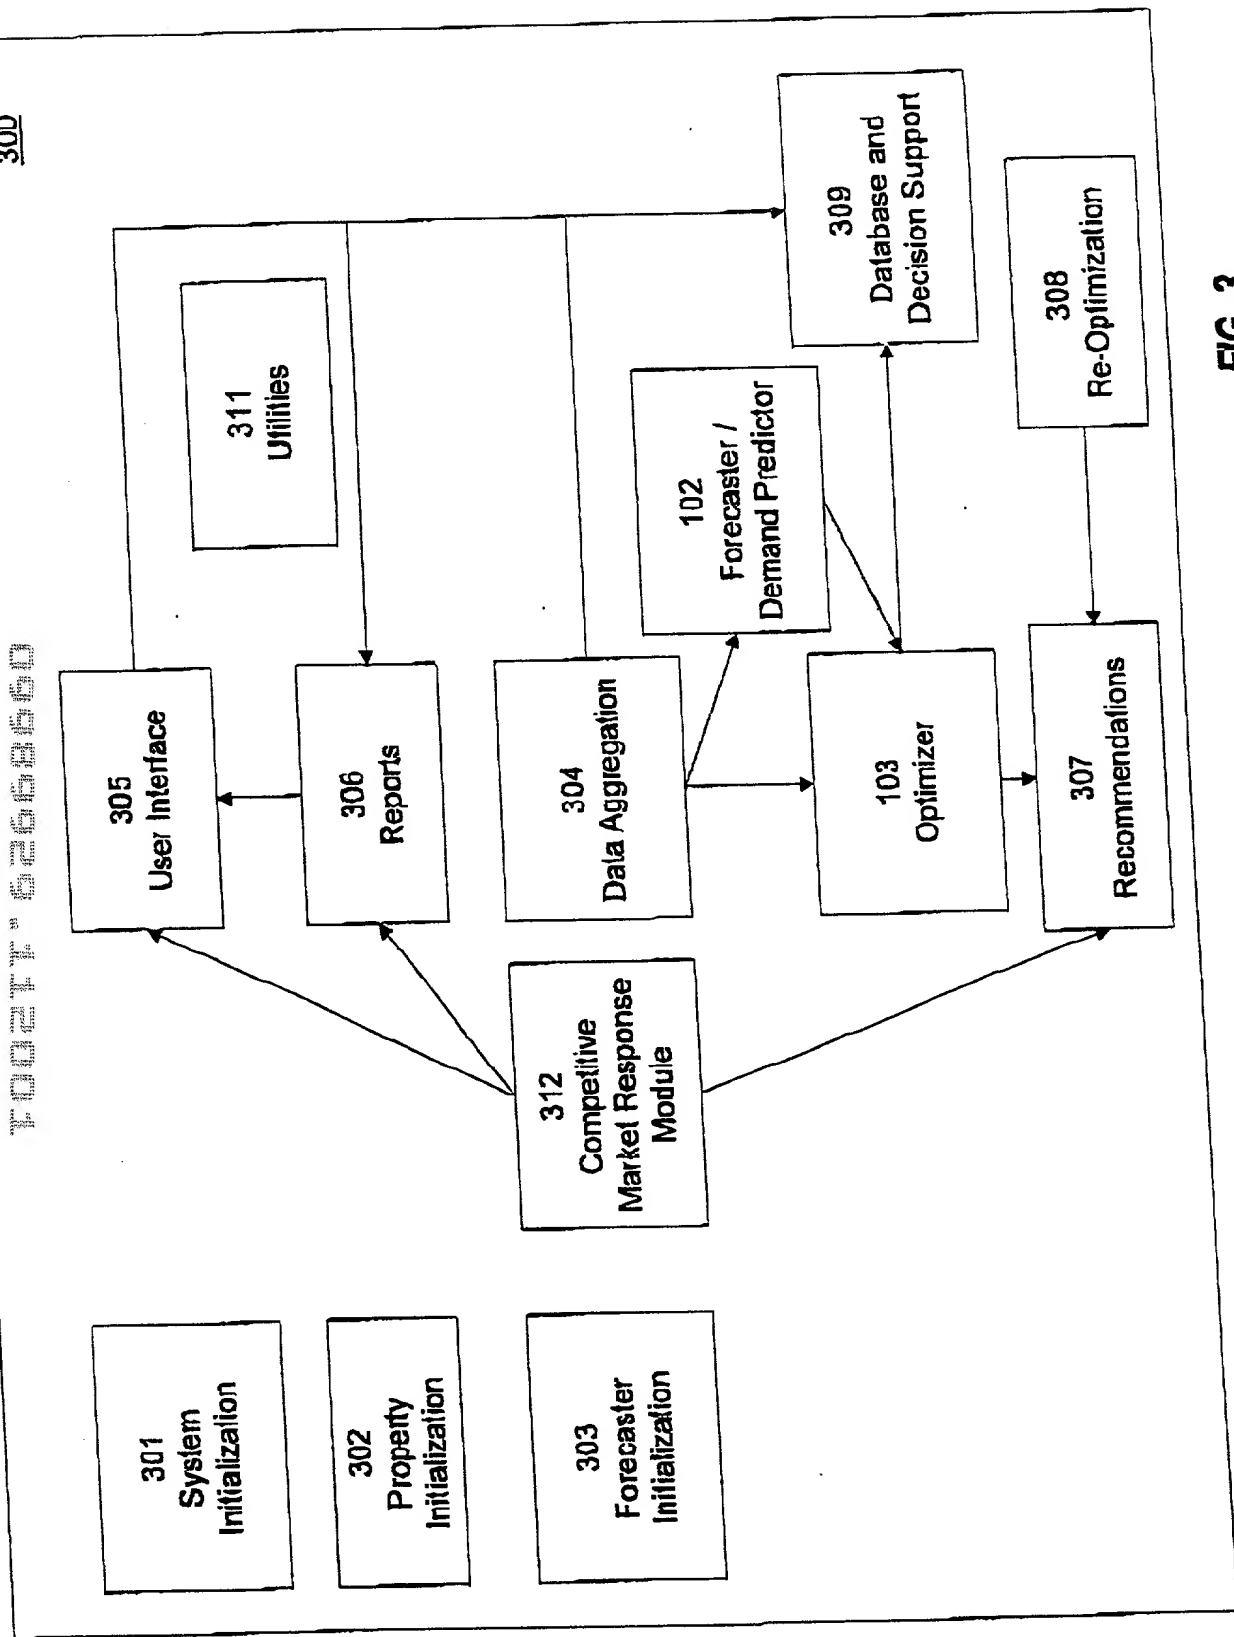 300
301
System
Initialization
305
User Interface
311
Utilities
302
Property
Initialization
306
Reports
303
Forecaster
Initialization
312
Competitive
Market Response
Module
304
Data Aggregation
102
Forecaster /
Demand Predictor
309
Database and
Decision Support
103
Optimizer
307
Recommendations
308
Re-Optimization
FIG. 3